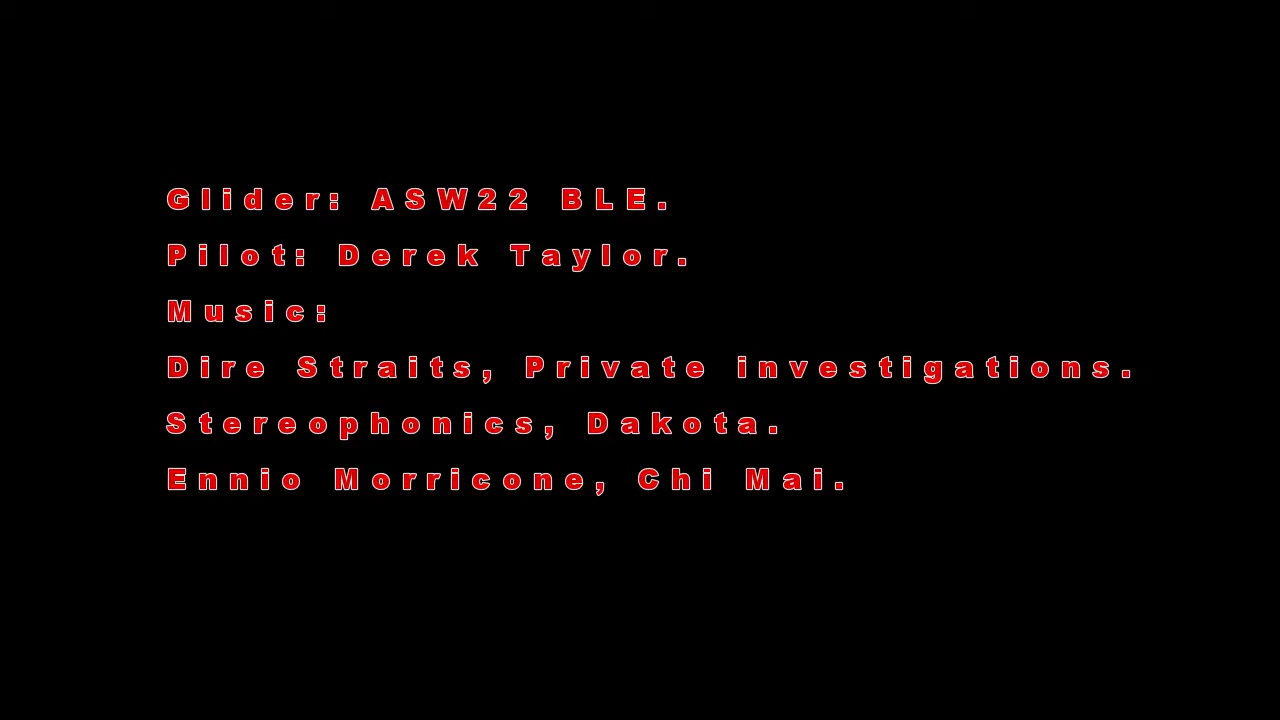 Glider: ASW22 BLE.
Pilot: Derek Taylor.
Music:
Dire Straits, Private investigations.
Stereophonics, Dakota.
Ennio Morricone, Chi Mai.